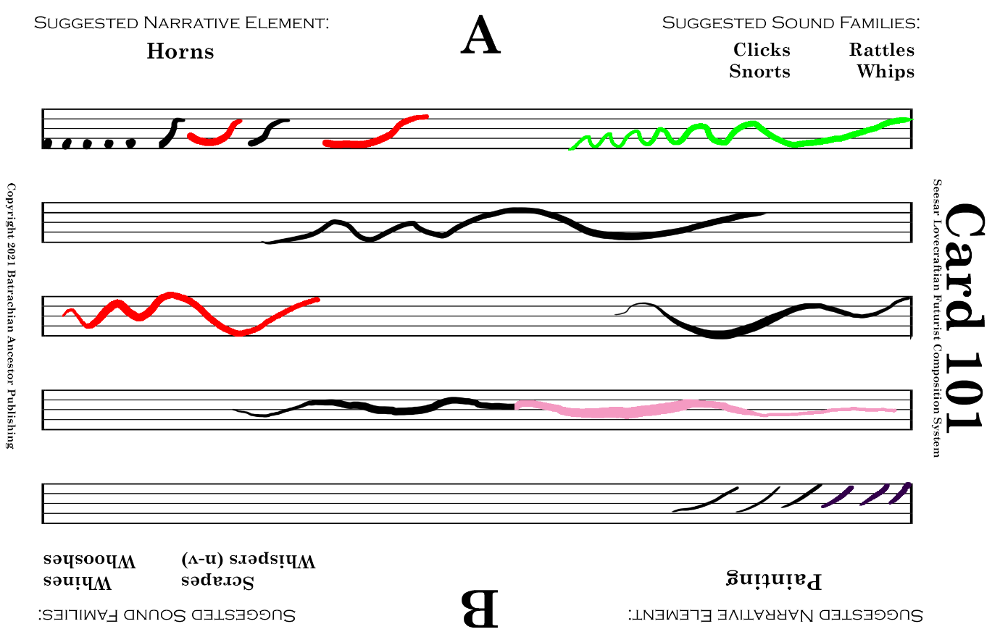 Suggested Narrative Element:
Horns
A
Suggested Sound Families:
Clicks Rattles
Snorts Whips
Copyright 2021 Batrachian Ancestor Publishing
Card 101
Seesar Lovecraftian Futurist Composition System
B
Suggested Narrative Element:
Painting
Suggested Sound Families:
Scrapes Whines
Whispers (n-v) Whooshes